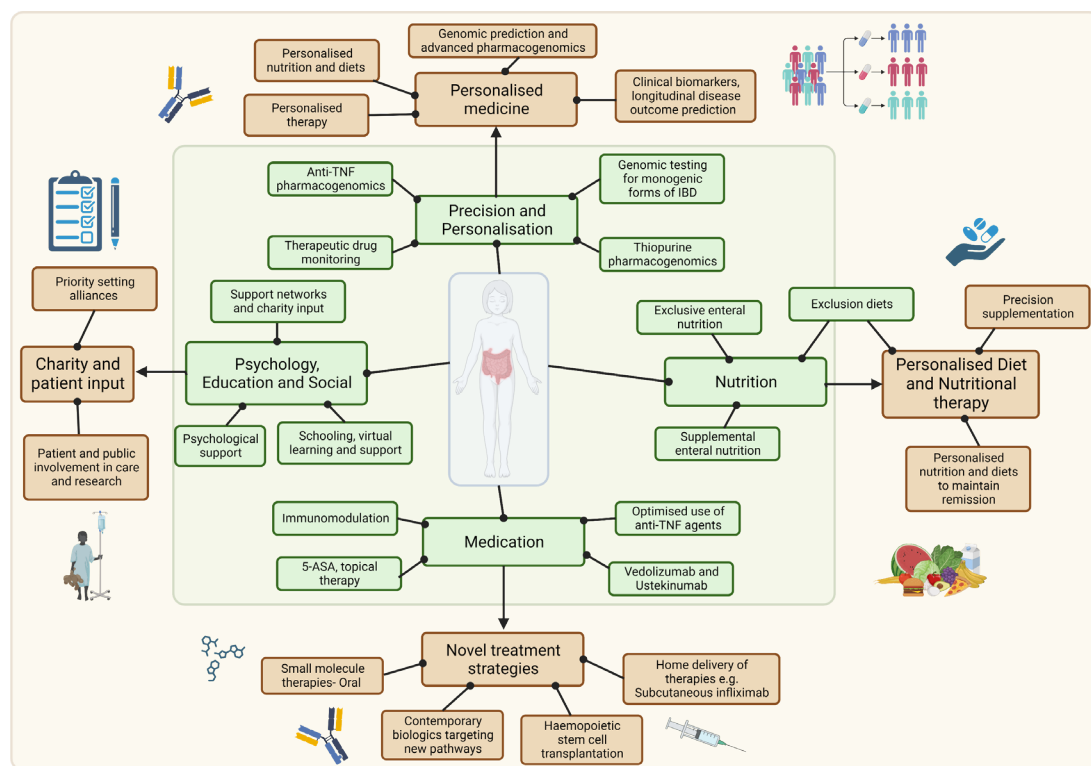 Genomic prediction and
advanced pharmacogenomics
Personalised
nutrition and diets
Personalised
medicine
Clinical biomarkers,
longitudinal disease
outcome prediction
Personalised
therapy
Anti-TNF
pharmacogenomics
Genomic testing
for monogenic
forms of IBD
Precision and
Personalisation
Therapeutic drug
monitoring
Thiopurine
pharmacogenomics
Priority setting
alliances
Support networks
and charity input
Exclusive enteral
nutrition
Exclusion diets
Precision
supplementation
Charity and
patient input
Psychology,
Education and Social
Nutrition
Personalised Diet
and Nutritional
therapy
Psychological
support
Schooling, virtual
learning and support
Supplemental
enteral nutrition
Patient and public
involvement in care
and research
Personalised
nutrition and diets
to maintain
remission
Immunomodulation
Medication
Optimised use of
anti-TNF agents
5-ASA, topical
therapy
Vedolizumab and
Ustekinumab
Novel treatment
strategies
Small molecule
therapies- Oral
Home delivery of
therapies e.g.
Subcutaneous infliximab
Contemporary
biologics targeting
new pathways
Haemopoietic
stem cell
transplantation